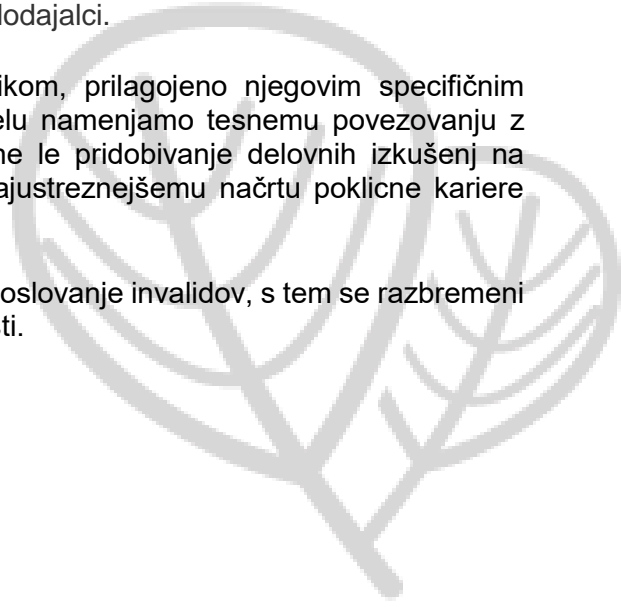 lodajalci.
ikom, prilagojeno njegovim specifičnim
elu namenjamo tesnemu povezovanju z
ne le pridobivanje delovnih izkušenj na
ajustreznejšemu načrtu poklicne kariere
oslovanje invalidov, s tem se razbremeni
sti.